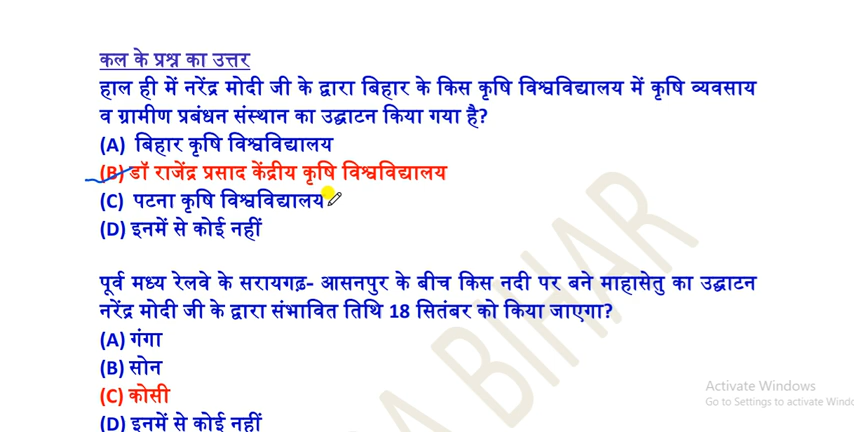 कल के प्रश्न का उत्तर
हाल ही में नरेंद्र मोदी जी के द्वारा बिहार के किस कृषि विश्वविद्यालय में कृषि व्यवसाय
व ग्रामीण प्रबंधन संस्थान का उद्घाटन किया गया है?
(A) बिहार कृषि विश्वविद्यालय
(B) डॉ राजेंद्र प्रसाद केंद्रीय कृषि विश्वविद्यालय
(C) पटना कृषि विश्वविद्यालय
(D) इनमें से कोई नहीं
पूर्व मध्य रेलवे के सरायगढ़- आसनपुर के बीच किस नदी पर बने माहासेतु का उद्घाटन
नरेंद्र मोदी जी के द्वारा संभावित तिथि 18 सितंबर को किया जाएगा?
(A) गंगा
(B) सोन
(C) कोसी
(D) इनमें से कोई नहीं
BIHAR
Activate Windows
Go to Settings to activate Windows